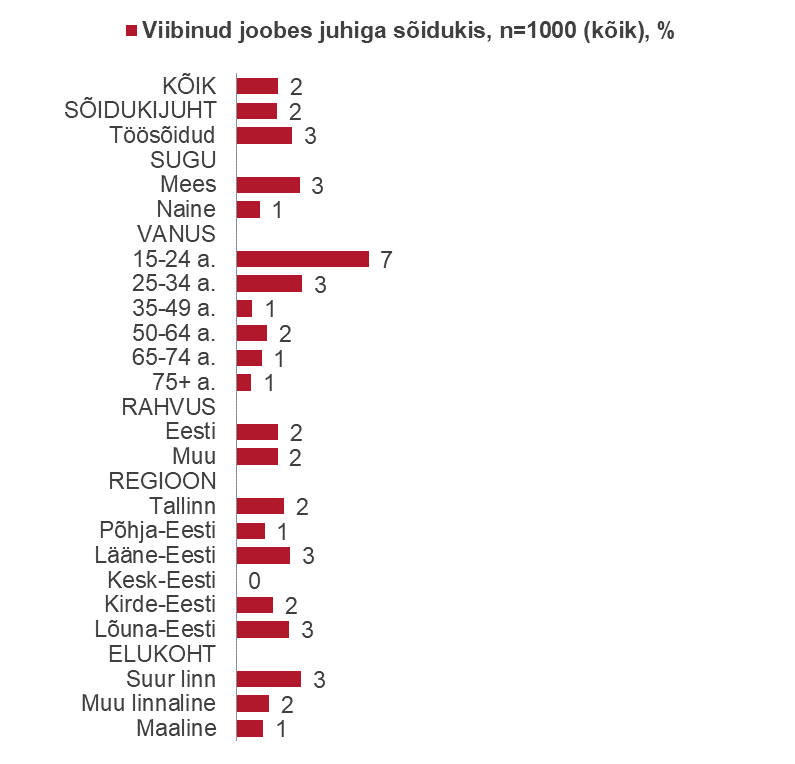 Viibinud joobes juhiga sõidukis, n=1000 (kõik), %
KÕIK 2
SÕIDUKIJUHT 2
Töösõidud 3
SUGU
Mees 3
Naine 1
VANUS
15-24 a. 7
25-34 a. 3
35-49 a. 1
50-64 a. 2
65-74 a. 1
75+ a. 1
RAHVUS
Eesti 2
Muu 2
REGIOON
Tallinn 2
Põhja-Eesti 1
Lääne-Eesti 3
Kesk-Eesti 0
Kirde-Eesti 2
Lõuna-Eesti 3
ELUKOHT
Suur linn 3
Muu linnaline 2
Maaline 1